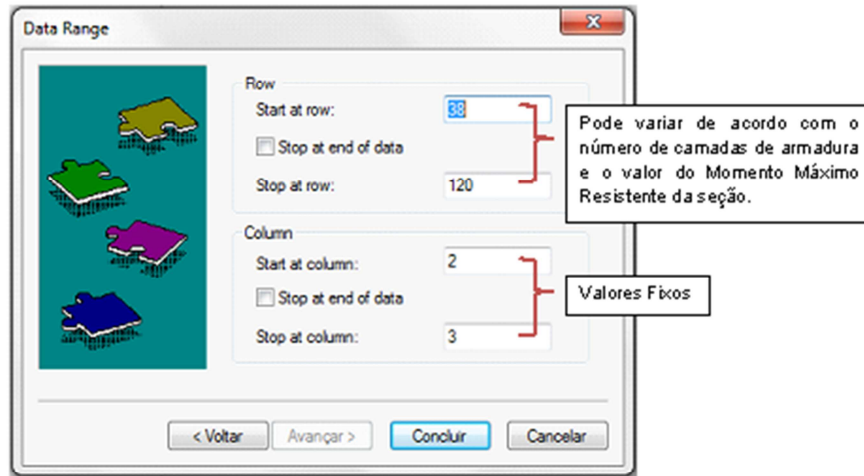 Data Range
Row
Start at row:
38
Stop at end of data
Stop at row:
120
Column
Start at column:
2
Stop at end of data
Stop at column:
3
< Voltar
Avançar >
Concluir
Cancelar
Pode variar de acordo com o
número de camadas de armadura
e o valor do Momento Máximo
Resistente da seção.
Valores Fixos